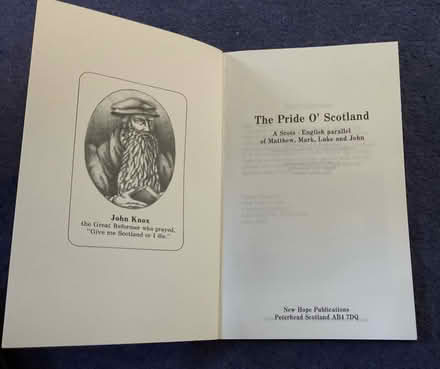 John Knox
the Great Reformer who prayed,
"Give me Scotland or I die."
The Pride O' Scotland
A Scots - English parallel
of Matthew, Mark, Luke and John
New Hope Publications
Peterhead Scotland AB4 7DQ